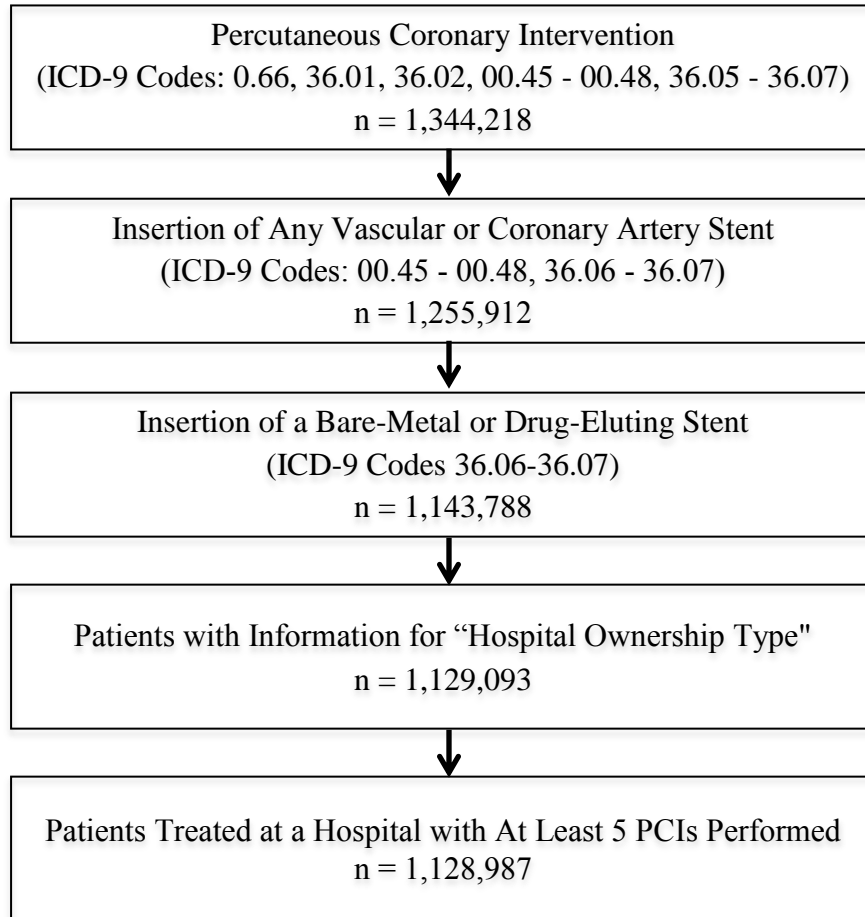 Percutaneous Coronary Intervention
(ICD-9 Codes: 0.66, 36.01, 36.02, 00.45 - 00.48, 36.05 - 36.07)
n = 1,344,218
Insertion of Any Vascular or Coronary Artery Stent
(ICD-9 Codes: 00.45 - 00.48, 36.06 - 36.07)
n = 1,255,912
Insertion of a Bare-Metal or Drug-Eluting Stent
(ICD-9 Codes 36.06-36.07)
n = 1,143,788
Patients with Information for “Hospital Ownership Type"
n = 1,129,093
Patients Treated at a Hospital with At Least 5 PCIs Performed
n = 1,128,987